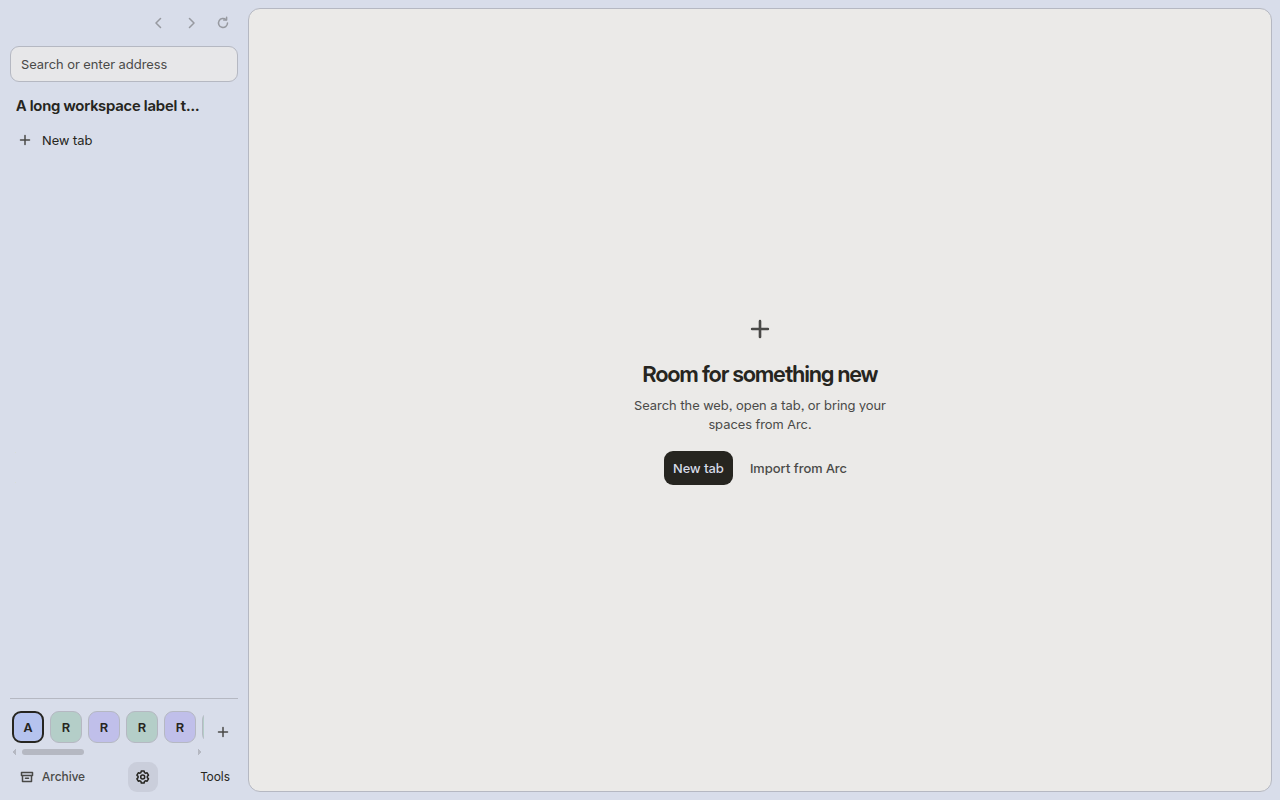 Search or enter address
A long workspace label t...
New tab
Room for something new
Search the web, open a tab, or bring your
spaces from Arc.
New tab
Import from Arc
A
R
R
R
R
Archive
Tools